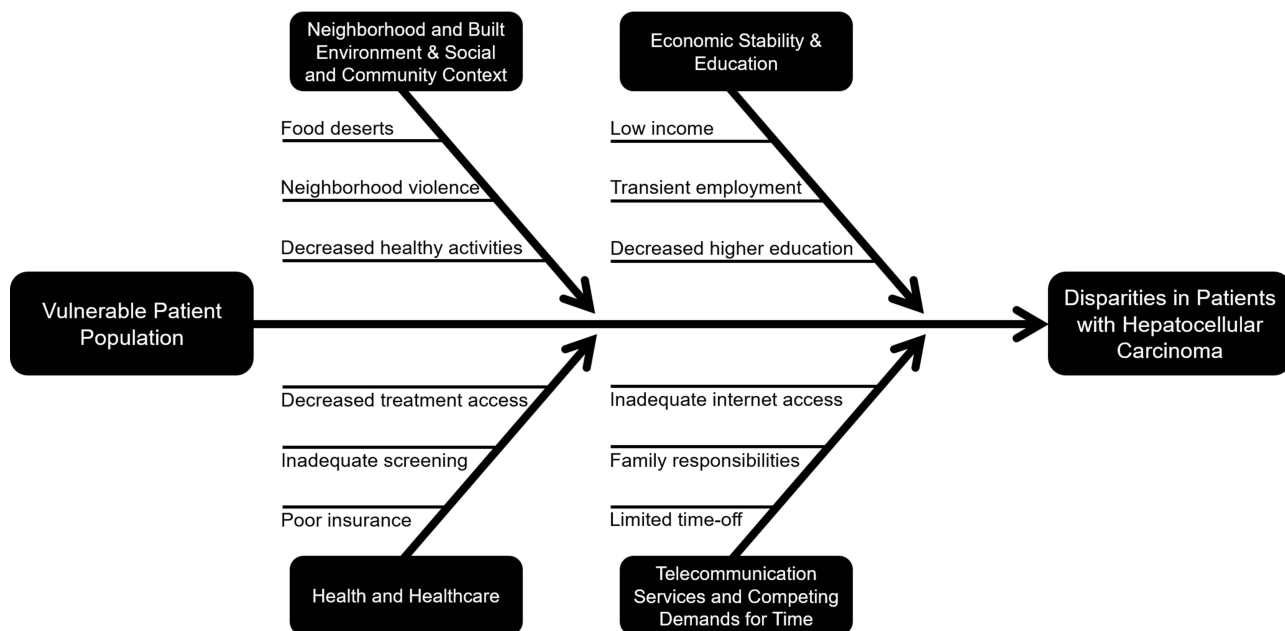 Neighborhood and Built
Environment & Social
and Community Context
Economic Stability &
Education
Food deserts
Neighborhood violence
Decreased healthy activities
Low income
Transient employment
Decreased higher education
Vulnerable Patient
Population
Disparities in Patients
with Hepatocellular
Carcinoma
Decreased treatment access
Inadequate screening
Poor insurance
Inadequate internet access
Family responsibilities
Limited time-off
Health and Healthcare
Telecommunication
Services and Competing
Demands for Time